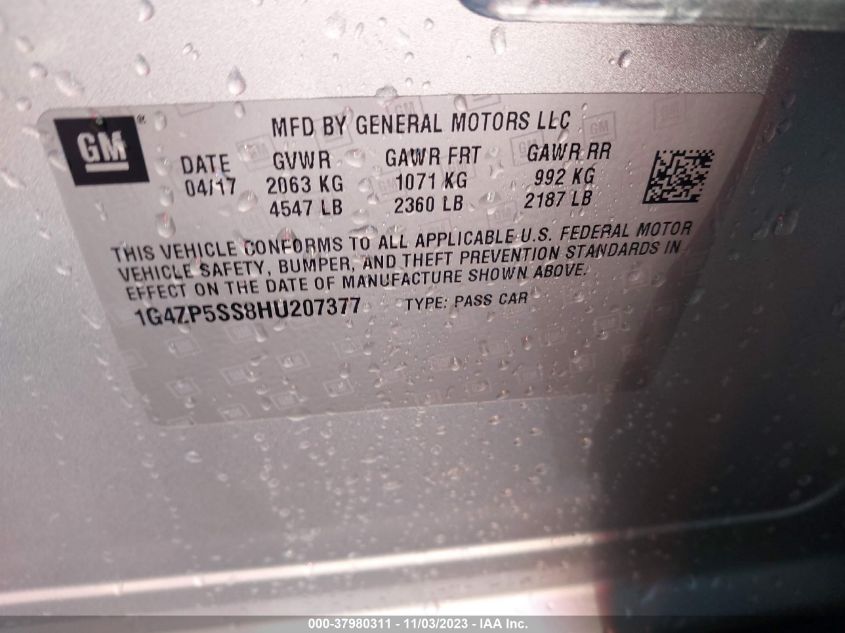 GM
MFD BY GENERAL MOTORS LLC
DATE GVWR GAWR FRT GAWR RR
04/17 2063 KG 1071 KG 992 KG
4547 LB 2360 LB 2187 LB
THIS VEHICLE CONFORMS TO ALL APPLICABLE U.S. FEDERAL MOTOR
VEHICLE SAFETY, BUMPER, AND THEFT PREVENTION STANDARDS IN
EFFECT ON THE DATE OF MANUFACTURE SHOWN ABOVE.
1G4ZP5SS8HU207377 TYPE: PASS CAR
000-37980311 - 11/03/2023 - IAA Inc.